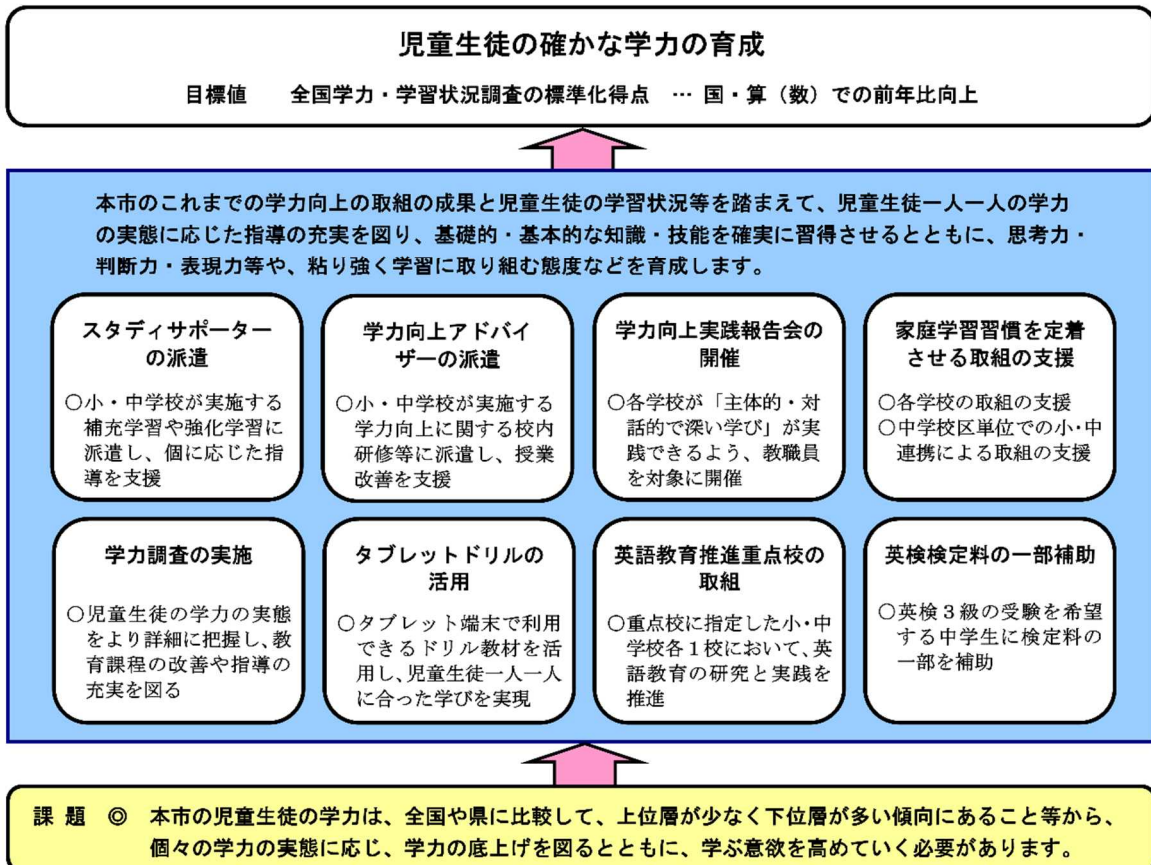 児童生徒の確かな学力の育成
目標値　全国学力・学習状況調査の標準化得点　… 国・算（数）での前年比向上
本市のこれまでの学力向上の取組の成果と児童生徒の学習状況等を踏まえて、児童生徒一人一人の学力
の実態に応じた指導の充実を図り、基礎的・基本的な知識・技能を確実に習得させるとともに、思考力・
判断力・表現力等や、粘り強く学習に取り組む態度などを育成します。
スタディサポーター
の派遣
○小・中学校が実施する
補充学習や強化学習に
派遣し、個に応じた指
導を支援
学力向上アドバイ
ザーの派遣
○小・中学校が実施する
学力向上に関する校内
研修等に派遣し、授業
改善を支援
学力向上実践報告会の
開催
○各学校が「主体的・対
話的で深い学び」が実
践できるよう、教職員
を対象に開催
家庭学習習慣を定着
させる取組の支援
○各学校の取組の支援
○中学校区単位での小・中
連携による取組の支援
学力調査の実施
○児童生徒の学力の実態
をより詳細に把握し、教
育課程の改善や指導の
充実を図る
タブレットドリルの
活用
○タブレット端末で利用
できるドリル教材を活
用し、児童生徒一人一人
に合った学びを実現
英語教育推進重点校の
取組
○重点校に指定した小・中
学校各１校において、英
語教育の研究と実践を
推進
英検検定料の一部補助
○英検３級の受験を希望
する中学生に検定料の
一部を補助
課 題　◎　本市の児童生徒の学力は、全国や県に比較して、上位層が少なく下位層が多い傾向にあること等から、
個々の学力の実態に応じ、学力の底上げを図るとともに、学ぶ意欲を高めていく必要があります。